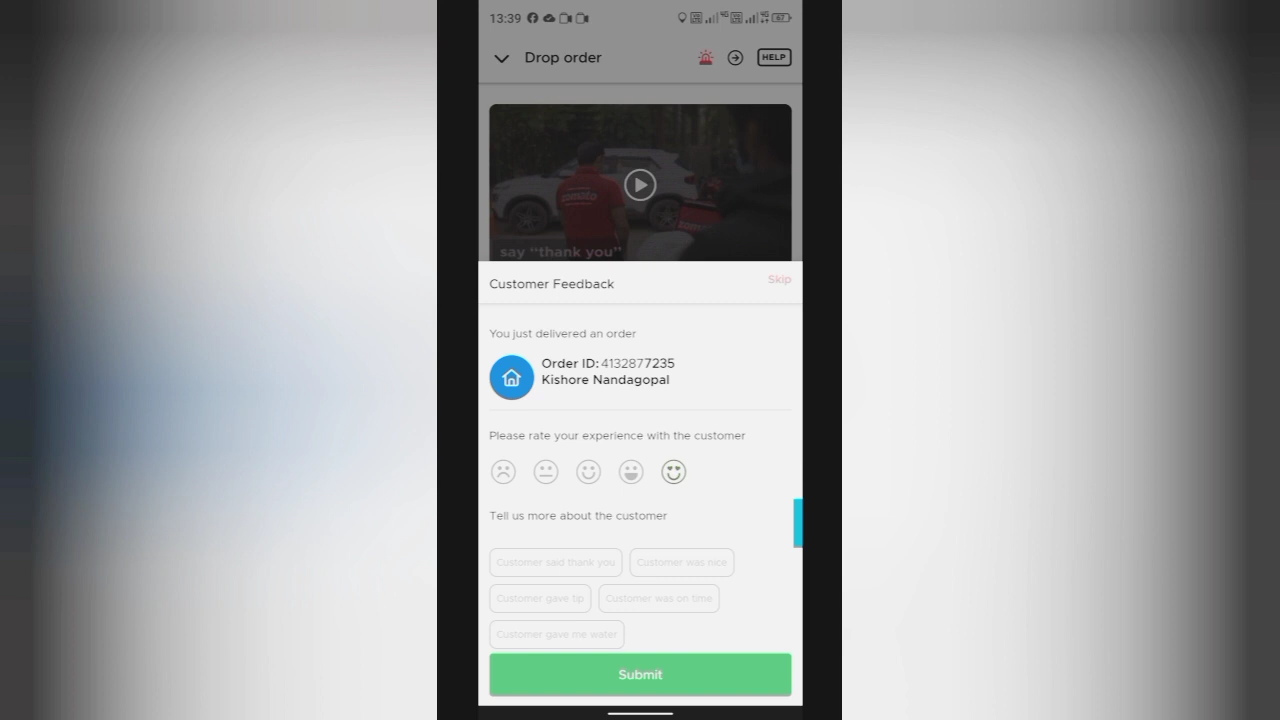 13:39
Drop order
HELP
zomato
say “thank you”
Customer Feedback
Skip
You just delivered an order
Order ID: 4132877235
Kishore Nandagopal
Please rate your experience with the customer
Tell us more about the customer
Customer said thank you
Customer was nice
Customer gave tip
Customer was on time
Customer gave me water
Submit